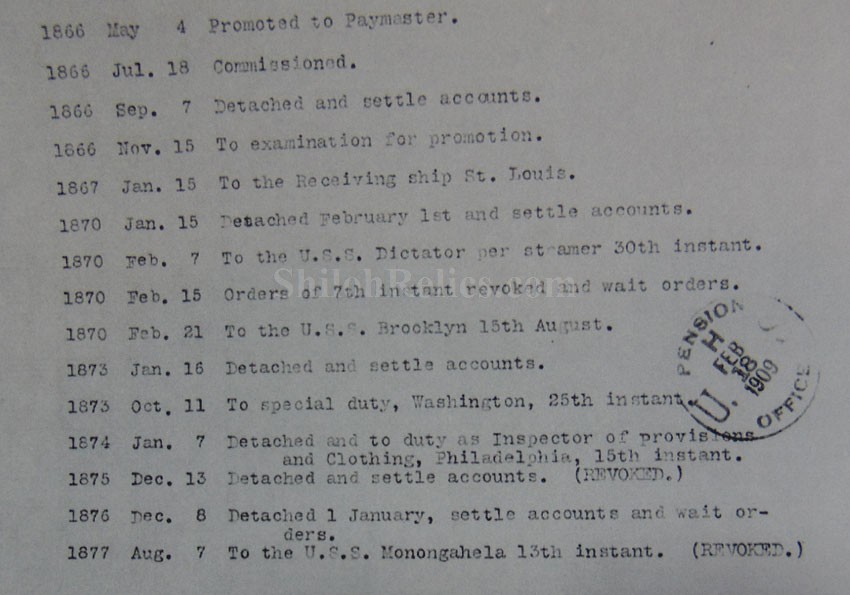 1866 May 4 Promoted to Paymaster.
1866 Jul. 18 Commissioned.
1866 Sep. 7 Detached and settle accounts.
1866 Nov. 15 To examination for promotion.
1867 Jan. 15 To the Receiving ship St. Louis.
1870 Jan. 15 Detached February 1st and settle accounts.
1870 Feb. 7 To the U.S.S. Dictator per steamer 30th instant.
ShilohRelics.com
1870 Feb. 15 Orders of 7th instant revoked and wait orders.
1870 Feb. 21 To the U.S.S. Brooklyn 15th August.
1873 Jan. 16 Detached and settle accounts.
1873 Oct. 11 To special duty, Washington, 25th instant.
1874 Jan. 7 Detached and to duty as Inspector of provisions
and Clothing, Philadelphia, 15th instant.
1875 Dec. 13 Detached and settle accounts. (REVOKED.)
1876 Dec. 8 Detached 1 January, settle accounts and wait or-
ders.
1877 Aug. 7 To the U.S.S. Monongahela 13th instant. (REVOKED.)
U. PENSION OFFICE
H
FEB
18
1909